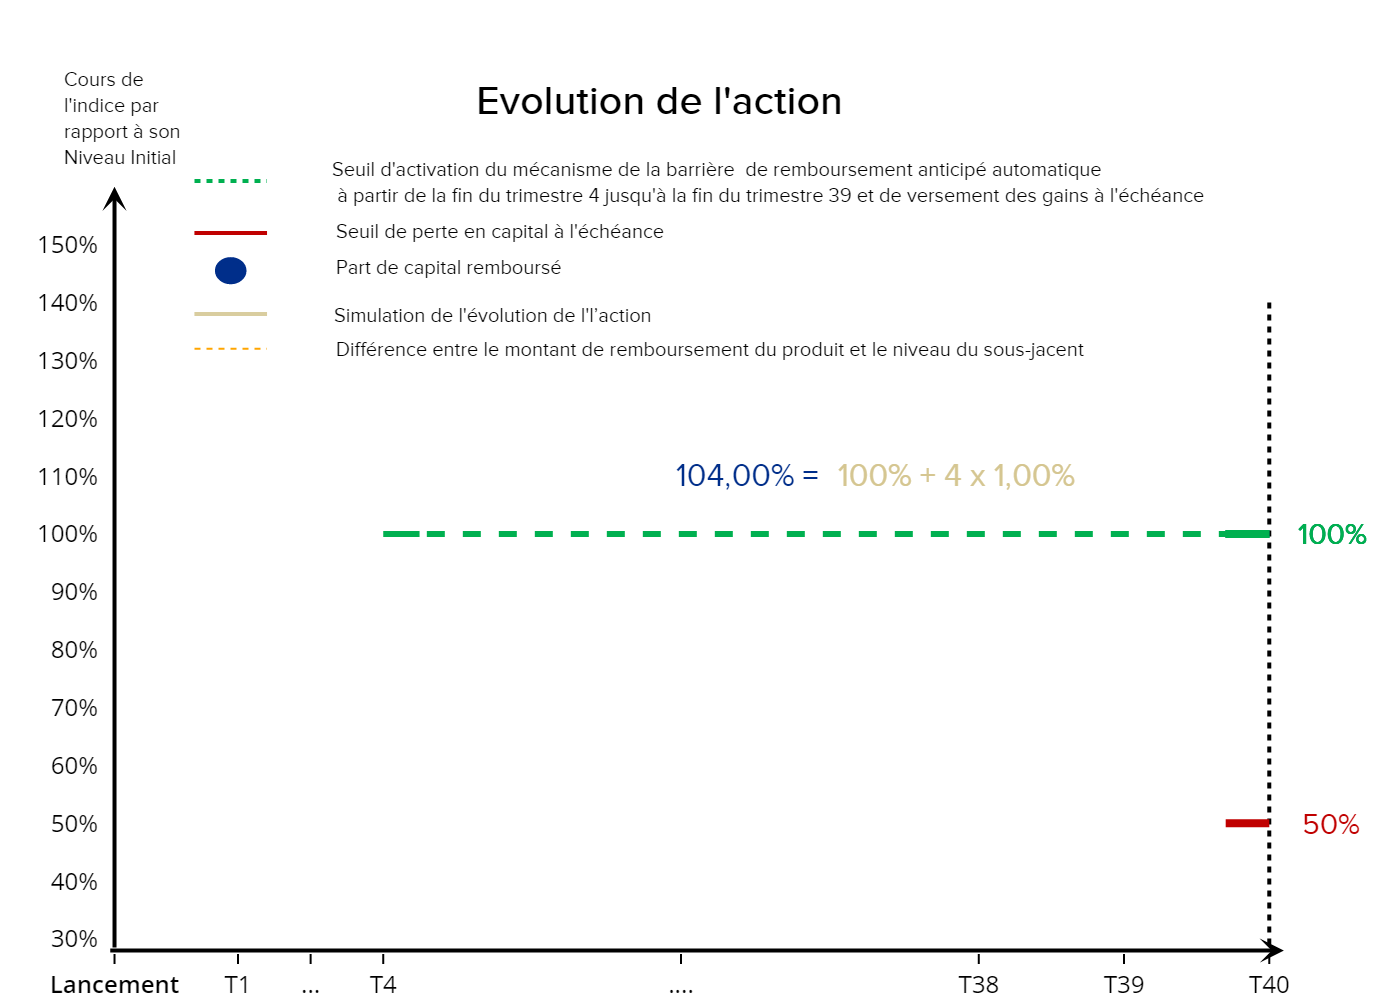 Cours de
l'indice par
rapport à son
Niveau Initial
Evolution de l'action
Seuil d'activation du mécanisme de la barrière  de remboursement anticipé automatique
à partir de la fin du trimestre 4 jusqu'à la fin du trimestre 39 et de versement des gains à l'échéance
Seuil de perte en capital à l'échéance
Part de capital remboursé
Simulation de l'évolution de l'l’action
Différence entre le montant de remboursement du produit et le niveau du sous-jacent
150%
140%
130%
120%
110%
104,00% = 100% + 4 x 1,00%
100%
100%
90%
80%
70%
60%
50%
50%
40%
30%
Lancement T1 ... T4 .... T38 T39 T40